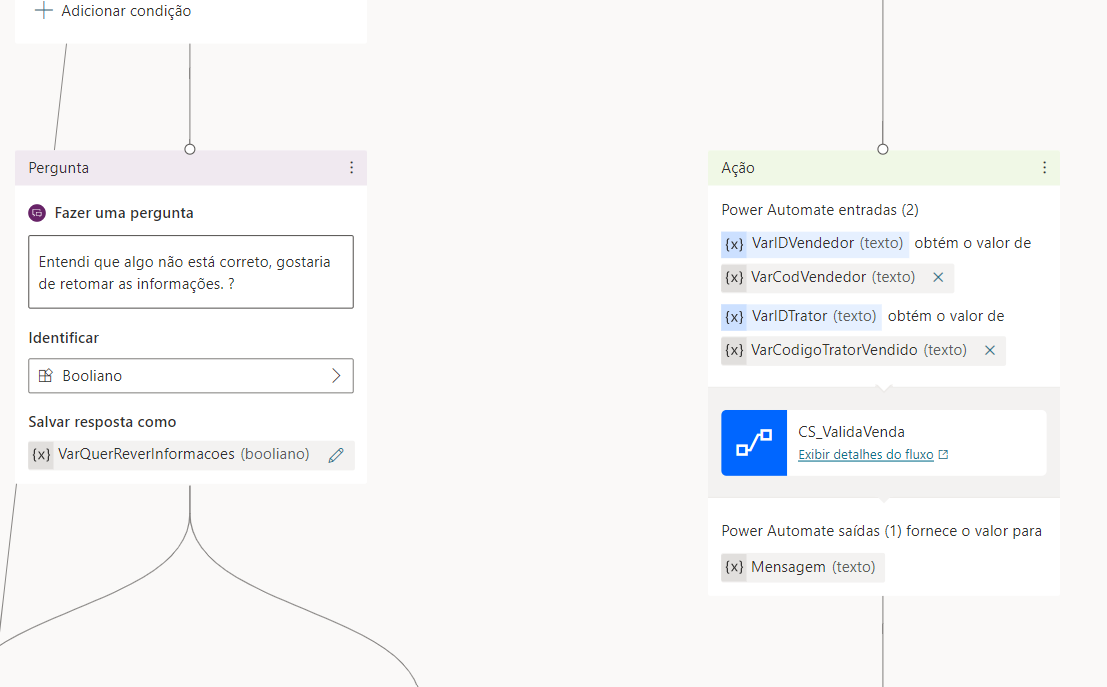 Adicionar condição
Pergunta
Fazer uma pergunta
Entendi que algo não está correto, gostaria
de retomar as informações. ?
Identificar
Booliano
Salvar resposta como
{x} VarQuerReverInformacoes (booliano)
Ação
Power Automate entradas (2)
{x} VarIDVendedor (texto) obtém o valor de
{x} VarCodVendedor (texto)
{x} VarIDTrator (texto) obtém o valor de
{x} VarCodigoTratorVendido (texto)
CS_ValidaVenda
Exibir detalhes do fluxo
Power Automate saídas (1) fornece o valor para
{x} Mensagem (texto)